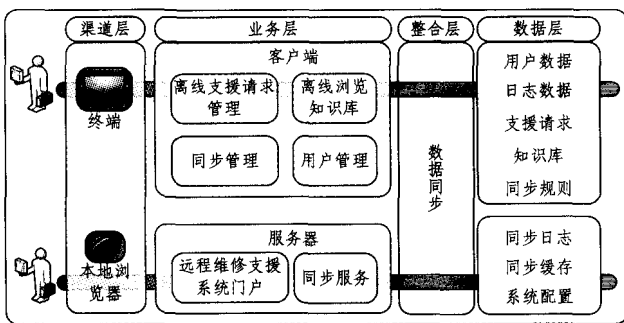 渠道层 业务层 整合层 数据层
客户端
离线支援请求
管理
离线浏览
知识库
同步管理
用户管理
终端
服务器
远程维修支援
系统门户
同步服务
本地浏
览器
数据同步
用户数据
日志数据
支援请求
知识库
同步规则
同步日志
同步缓存
系统配置